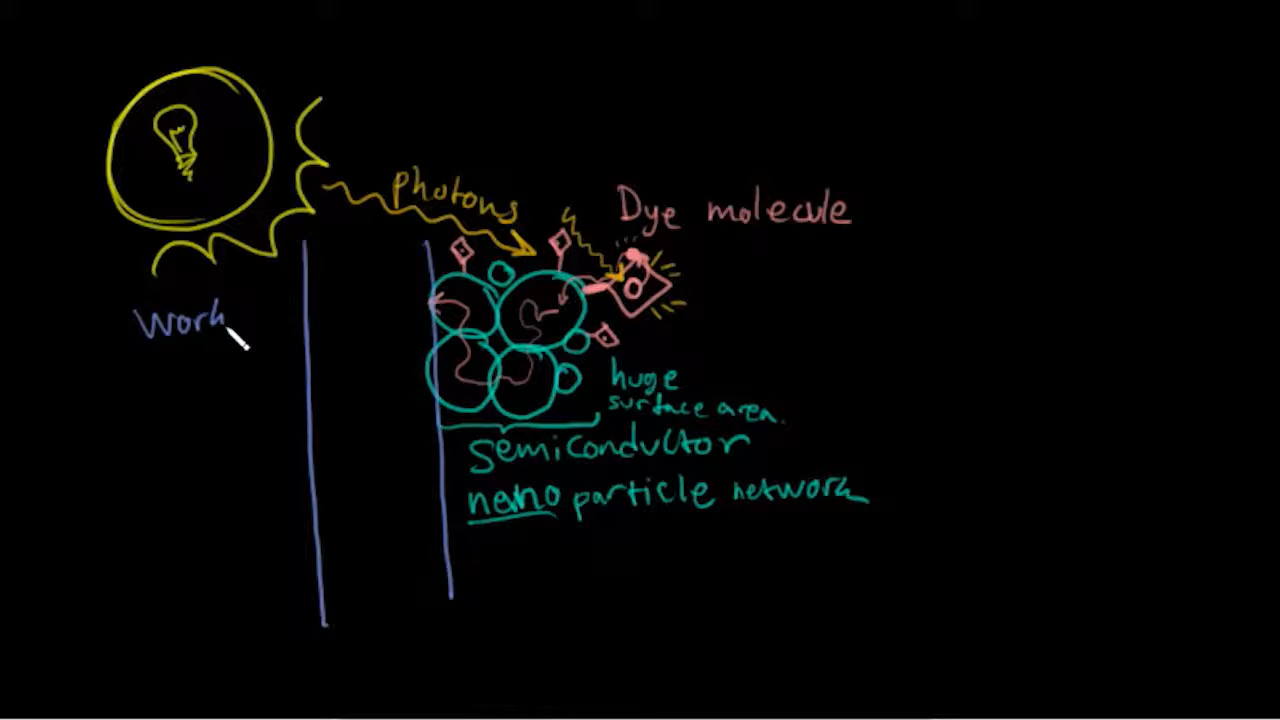 photons
Dye molecule
Work
huge
surface area.
semiconductor
nano particle network